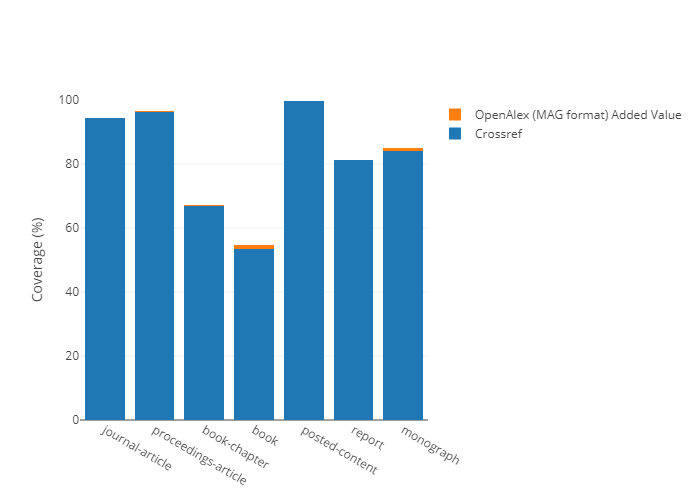 100
80
60
40
20
0
Coverage (%)
journal-article
proceedings-article
book-chapter
book
posted-content
report
monograph
OpenAlex (MAG format) Added Value
Crossref